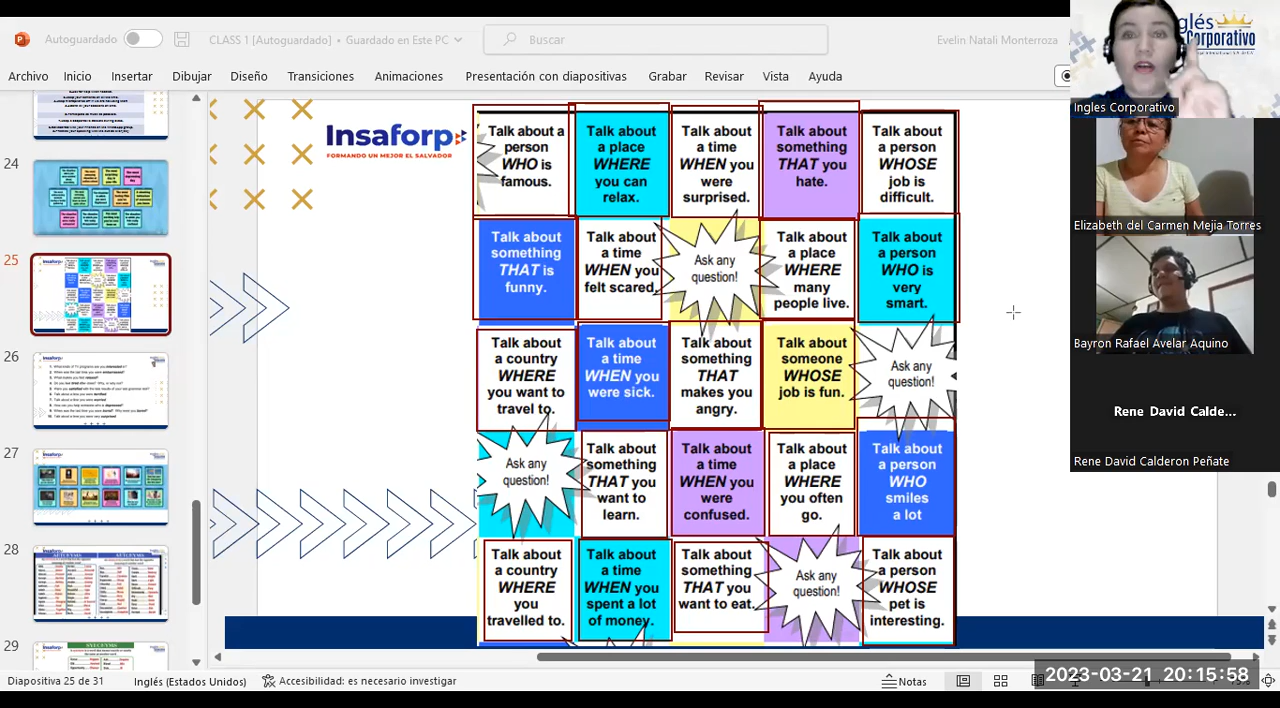 Autoguardado
CLASS 1 [Autoguardado] • Guardado en Este PC
Buscar
Evelin Natali Monterroza
Archivo
Inicio
Insertar
Dibujar
Diseño
Transiciones
Animaciones
Presentación con diapositivas
Grabar
Revisar
Vista
Ayuda
24
25
26
27
28
29
Insaforp
FORMANDO UN MEJOR EL SALVADOR
Talk about a
person
WHO is
famous.
Talk about
a place
WHERE
you can
relax.
Talk about
a time
WHEN you
were
surprised.
Talk about
something
THAT you
hate.
Talk about
a person
WHOSE
job is
difficult.
Talk about
something
THAT is
funny.
Talk about
a time
WHEN you
felt scared.
Ask any
question!
Talk about
a place
WHERE
many
people live.
Talk about
a person
WHO is
very
smart.
Talk about
a country
WHERE
you want to
travel to.
Talk about
a time
WHEN you
were sick.
Talk about
something
THAT
makes you
angry.
Talk about
someone
WHOSE
job is fun.
Ask any
question!
Ask any
question!
Talk about
something
THAT you
want to
learn.
Talk about
a time
WHEN you
were
confused.
Talk about
a place
WHERE
you often
go.
Talk about
a person
WHO
smiles
a lot
Talk about
a country
WHERE
you
travelled to.
Talk about
a time
WHEN you
spent a lot
of money.
Talk about
something
THAT you
want to eat.
Ask any
question!
Talk about
a person
WHOSE
pet is
interesting.
Inglés
Corporativo
Ingles Corporativo
Elizabeth del Carmen Mejia Torres
Bayron Rafael Avelar Aquino
Rene David Calde...
Rene David Calderon Peñate
Diapositiva 25 de 31
Inglés (Estados Unidos)
Accesibilidad: es necesario investigar
Notas
2023-03-21 20:15:58